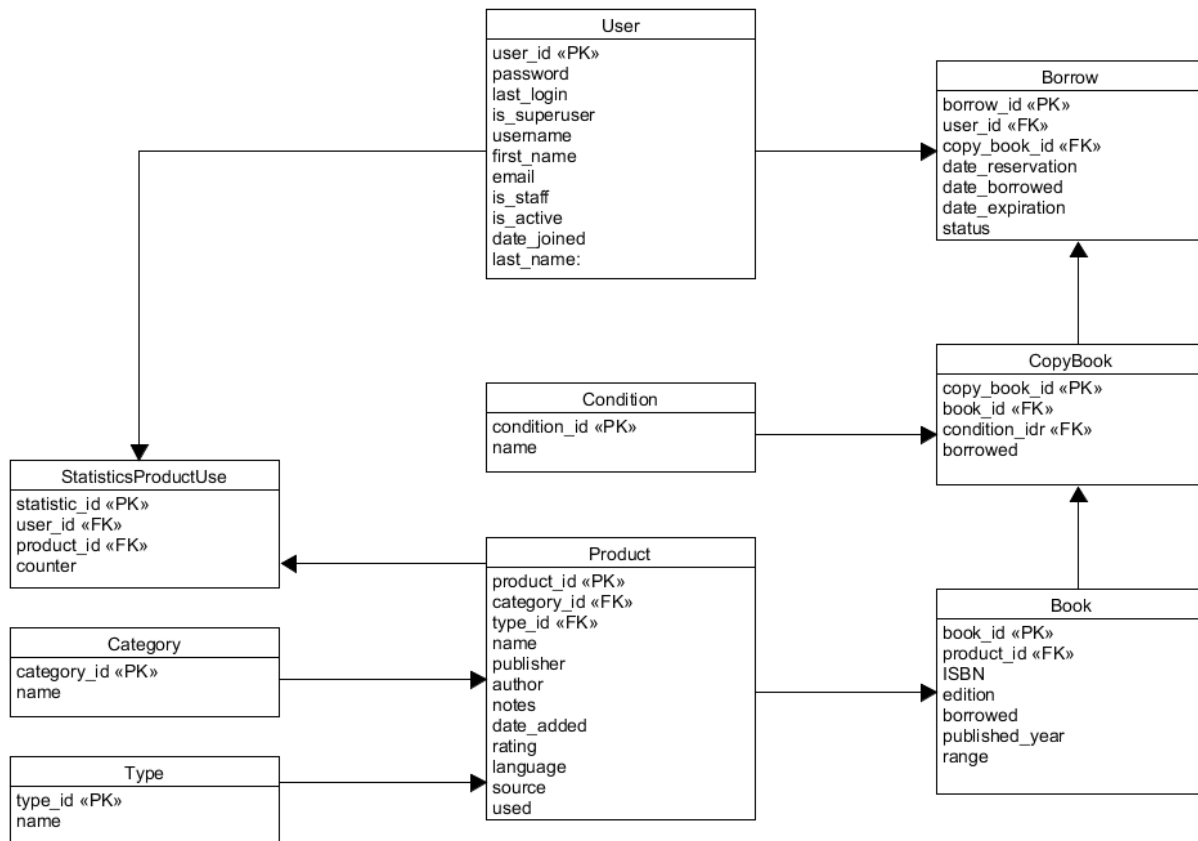 User
user_id «PK»
password
last_login
is_superuser
username
first_name
email
is_staff
is_active
date_joined
last_name:
Borrow
borrow_id «PK»
user_id «FK»
copy_book_id «FK»
date_reservation
date_borrowed
date_expiration
status
Condition
condition_id «PK»
name
CopyBook
copy_book_id «PK»
book_id «FK»
condition_idr «FK»
borrowed
StatisticsProductUse
statistic_id «PK»
user_id «FK»
product_id «FK»
counter
Category
category_id «PK»
name
Type
type_id «PK»
name
Product
product_id «PK»
category_id «FK»
type_id «FK»
name
publisher
author
notes
date_added
rating
language
source
used
Book
book_id «PK»
product_id «FK»
ISBN
edition
borrowed
published_year
range